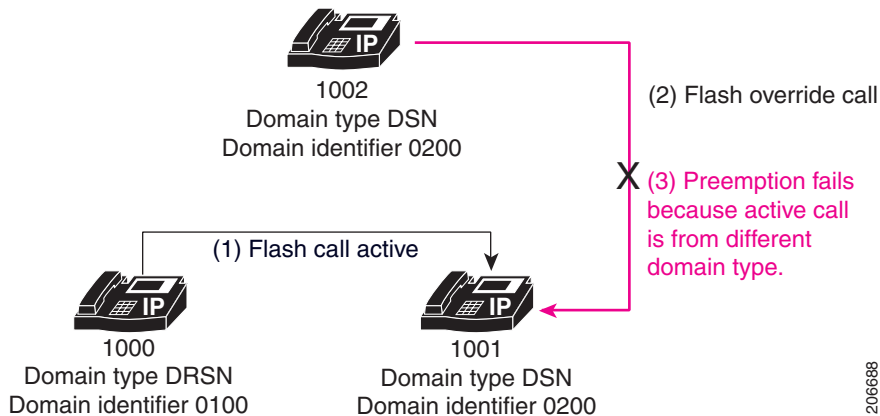 IP
1002
Domain type DSN
Domain identifier 0200
(2) Flash override call
X
(3) Preemption fails
because active call
is from different
domain type.
(1) Flash call active
IP
1000
Domain type DRSN
Domain identifier 0100
IP
1001
Domain type DSN
Domain identifier 0200
206688